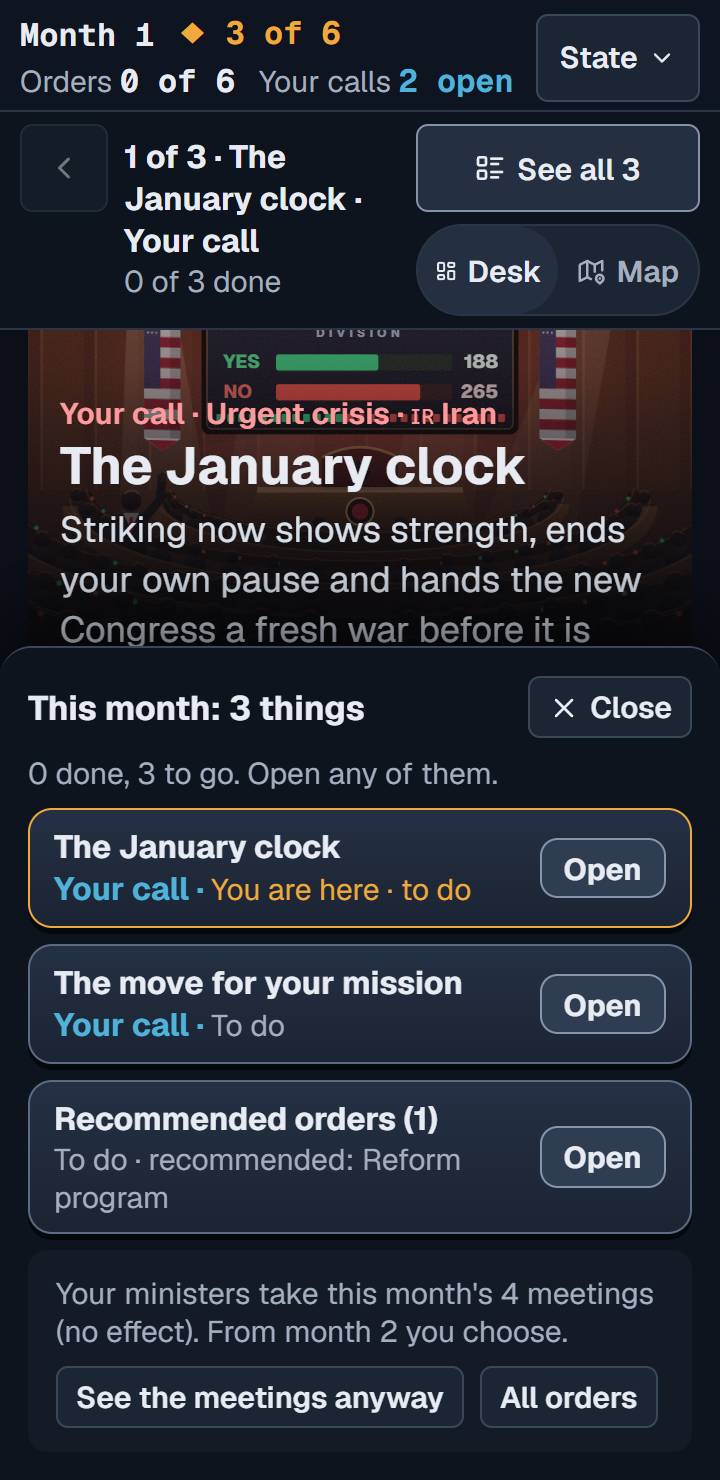 Month 1 ◆ 3 of 6
Orders 0 of 6 Your calls 2 open
State
1 of 3 · The
January clock ·
Your call
0 of 3 done
See all 3
Desk
Map
DIVISION
YES 188
NO 265
Your call · Urgent crisis · IR Iran
The January clock
Striking now shows strength, ends
your own pause and hands the new
Congress a fresh war before it is
This month: 3 things
Close
0 done, 3 to go. Open any of them.
The January clock
Your call · You are here · to do
Open
The move for your mission
Your call · To do
Open
Recommended orders (1)
To do · recommended: Reform
program
Open
Your ministers take this month's 4 meetings
(no effect). From month 2 you choose.
See the meetings anyway
All orders